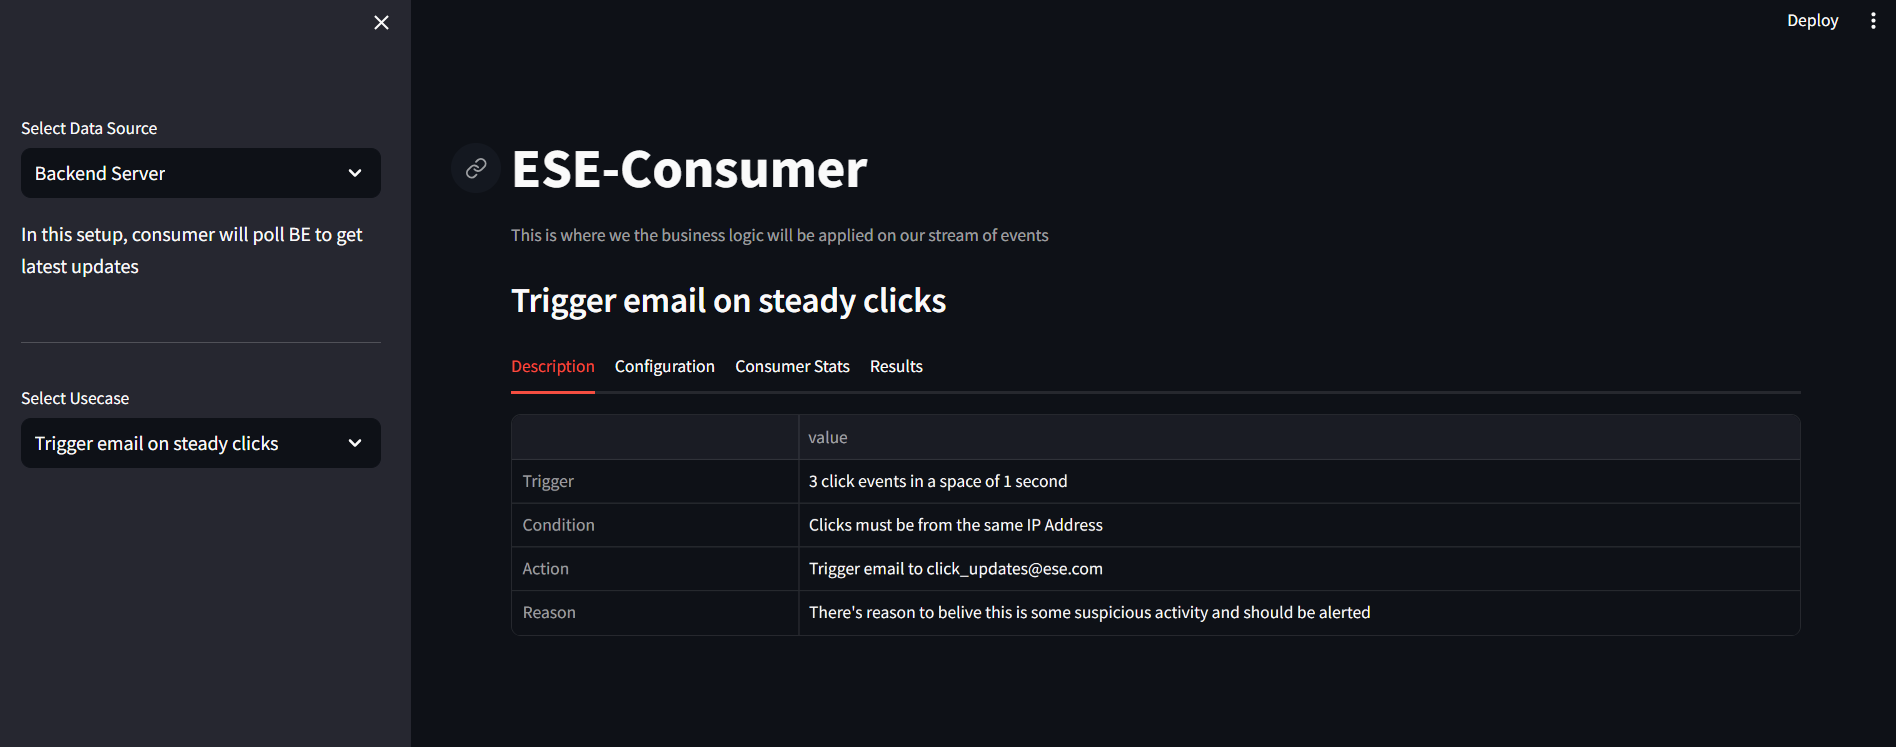 Deploy
Select Data Source
Backend Server
In this setup, consumer will poll BE to get
latest updates
Select Usecase
Trigger email on steady clicks
ESE-Consumer
This is where we the business logic will be applied on our stream of events
Trigger email on steady clicks
Description Configuration Consumer Stats Results
value
Trigger 3 click events in a space of 1 second
Condition Clicks must be from the same IP Address
Action Trigger email to click_updates@ese.com
Reason There's reason to belive this is some suspicious activity and should be alerted